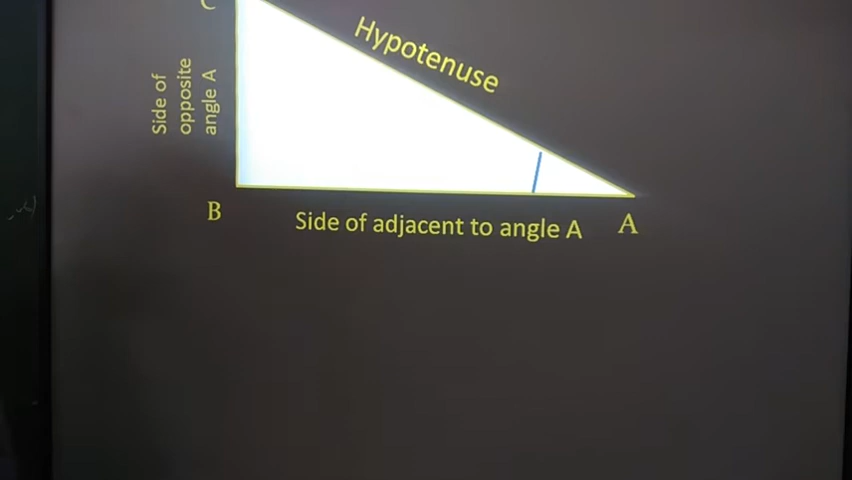 C
Hypotenuse
Side of
opposite
angle A
B
Side of adjacent to angle A
A